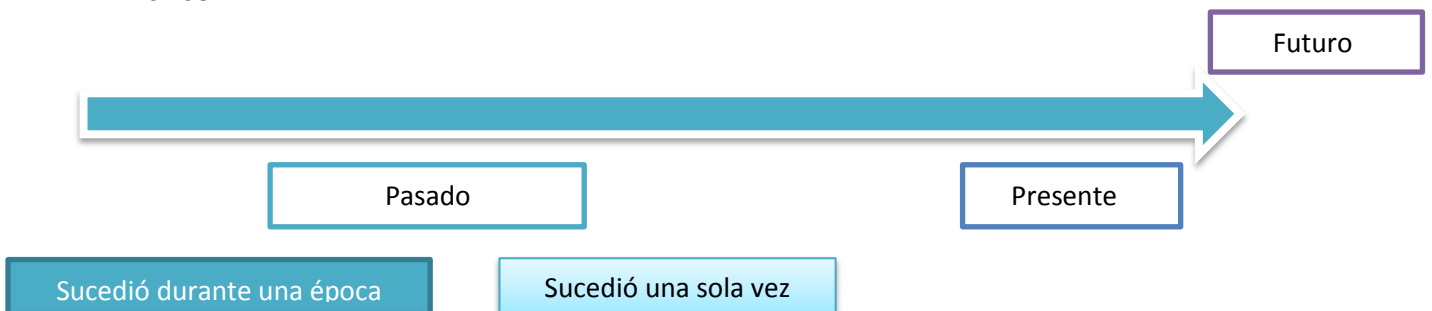 Futuro
Pasado
Presente
Sucedió durante una época
Sucedió una sola vez